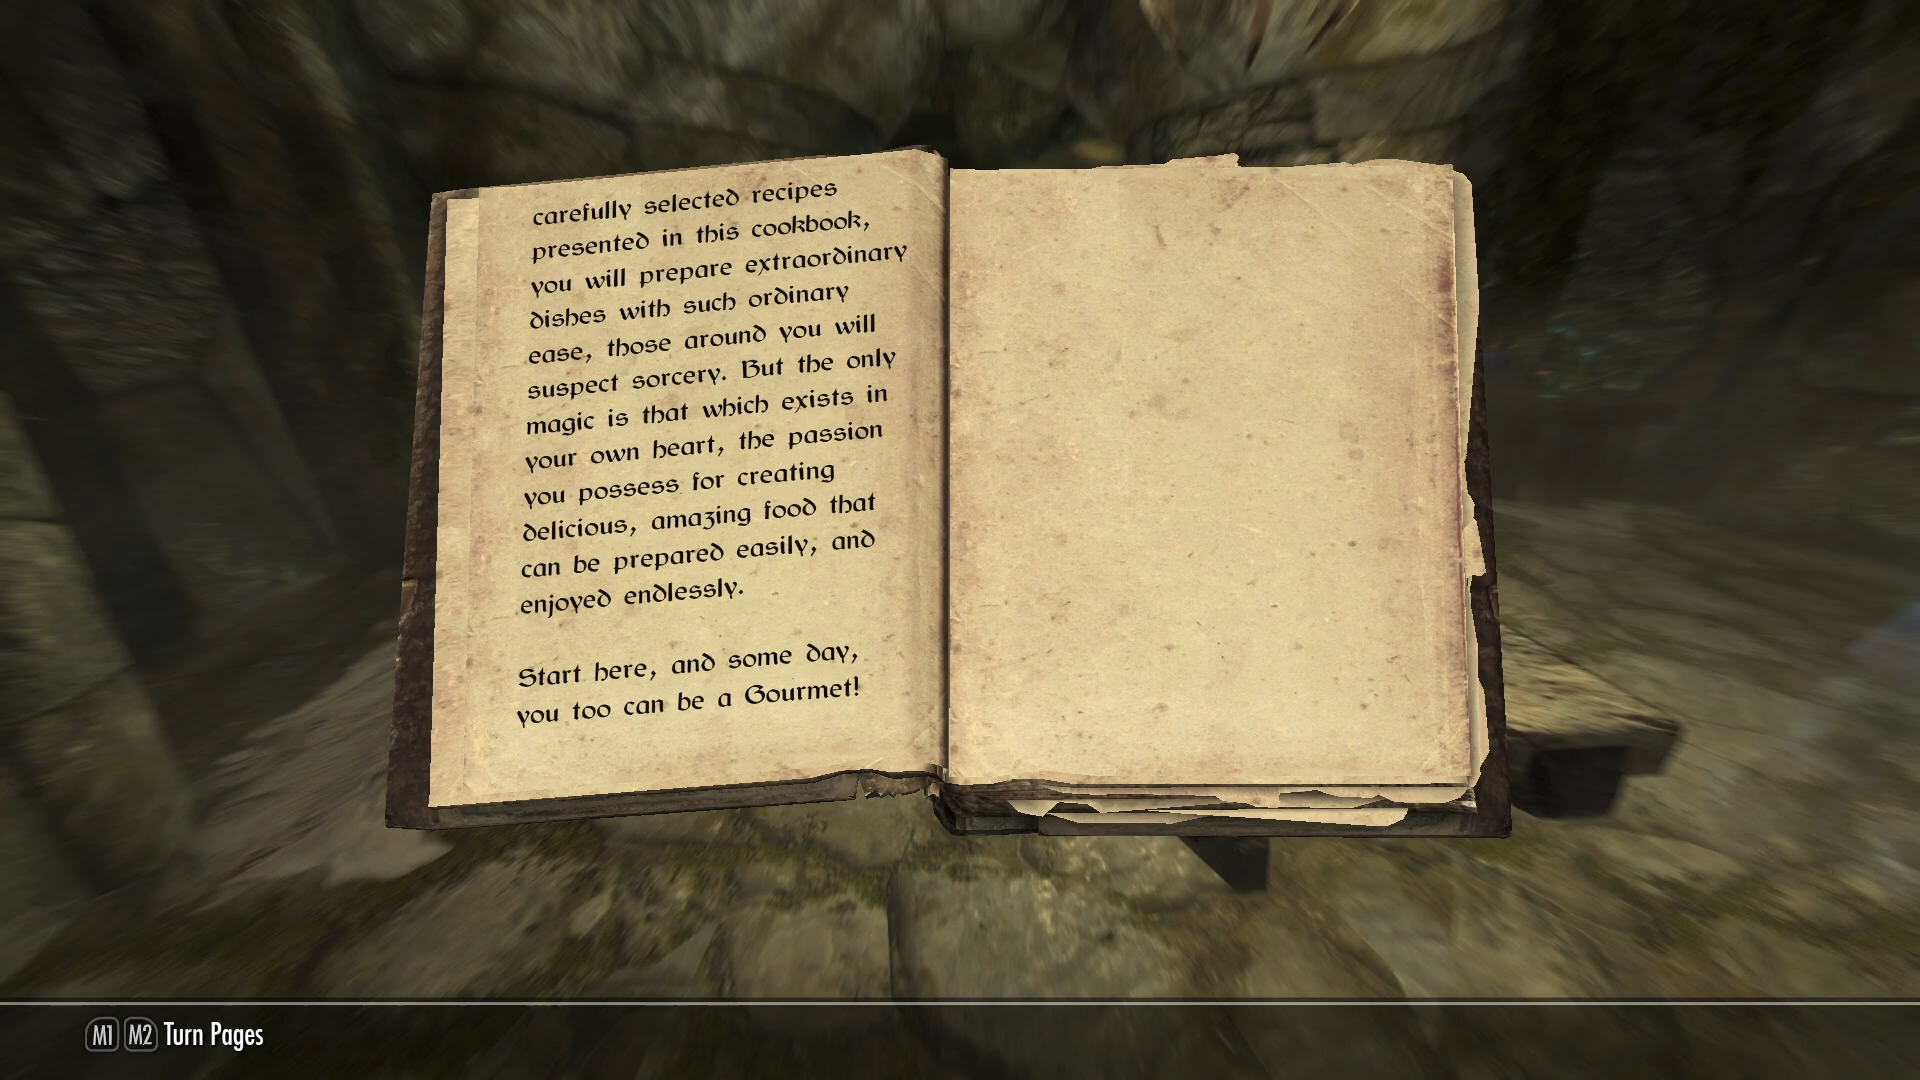 carefully selected recipes
presented in this cookbook,
you will prepare extraordinary
dishes with such ordinary
ease, those around you will
suspect sorcery. But the only
magic is that which exists in
your own heart, the passion
you possess for creating
delicious, amazing food that
can be prepared easily, and
enjoyed endlessly.
Start here, and some day,
you too can be a Gourmet!
M1 M2 Turn Pages